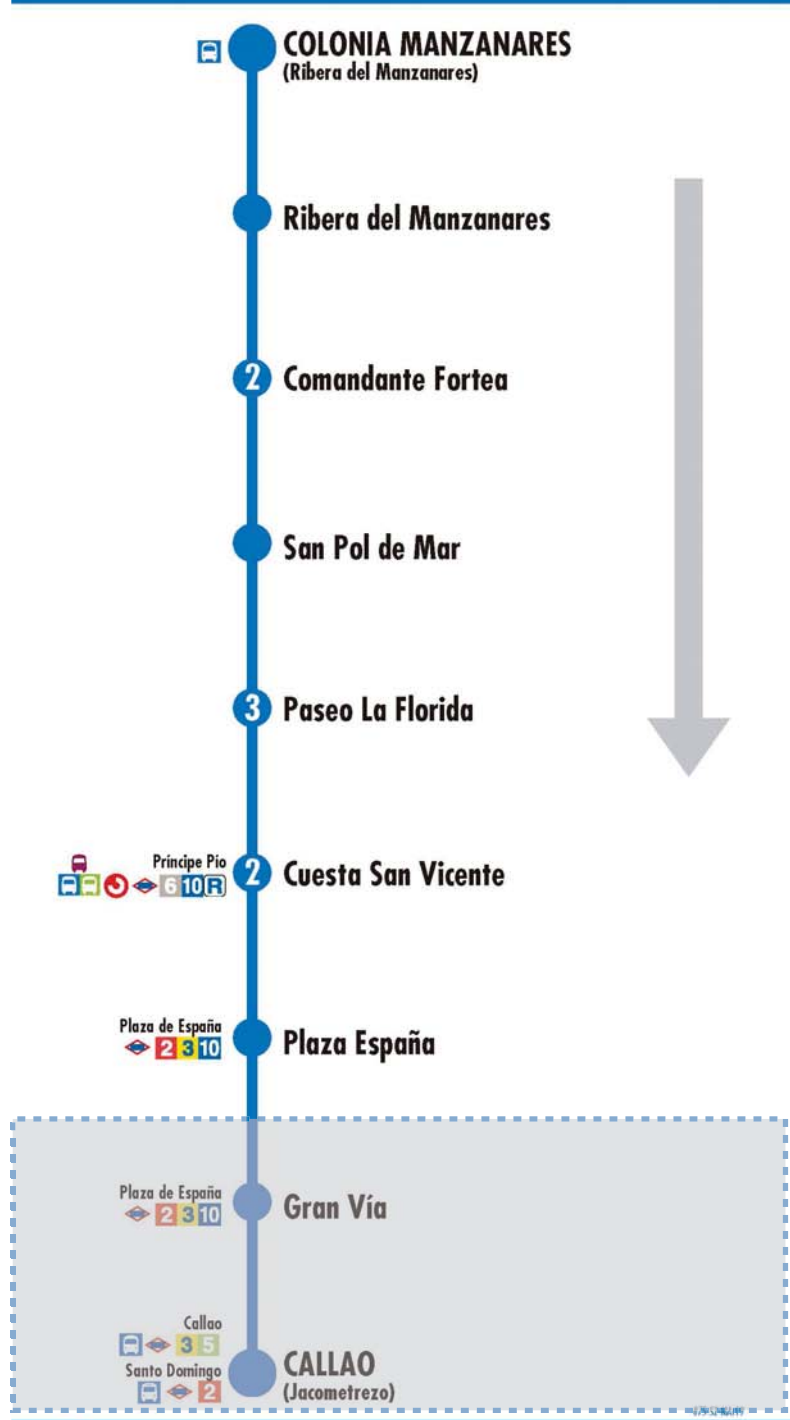 COLONIA MANZANARES
(Ribera del Manzanares)
Ribera del Manzanares
2 Comandante Fortea
San Pol de Mar
3 Paseo La Florida
Príncipe Pío
6 10 R
2 Cuesta San Vicente
Plaza de España
2 3 10
Plaza España
Plaza de España
2 3 10
Gran Vía
Callao
3 5
Santo Domingo
2
CALLAO
(Jacometrezo)